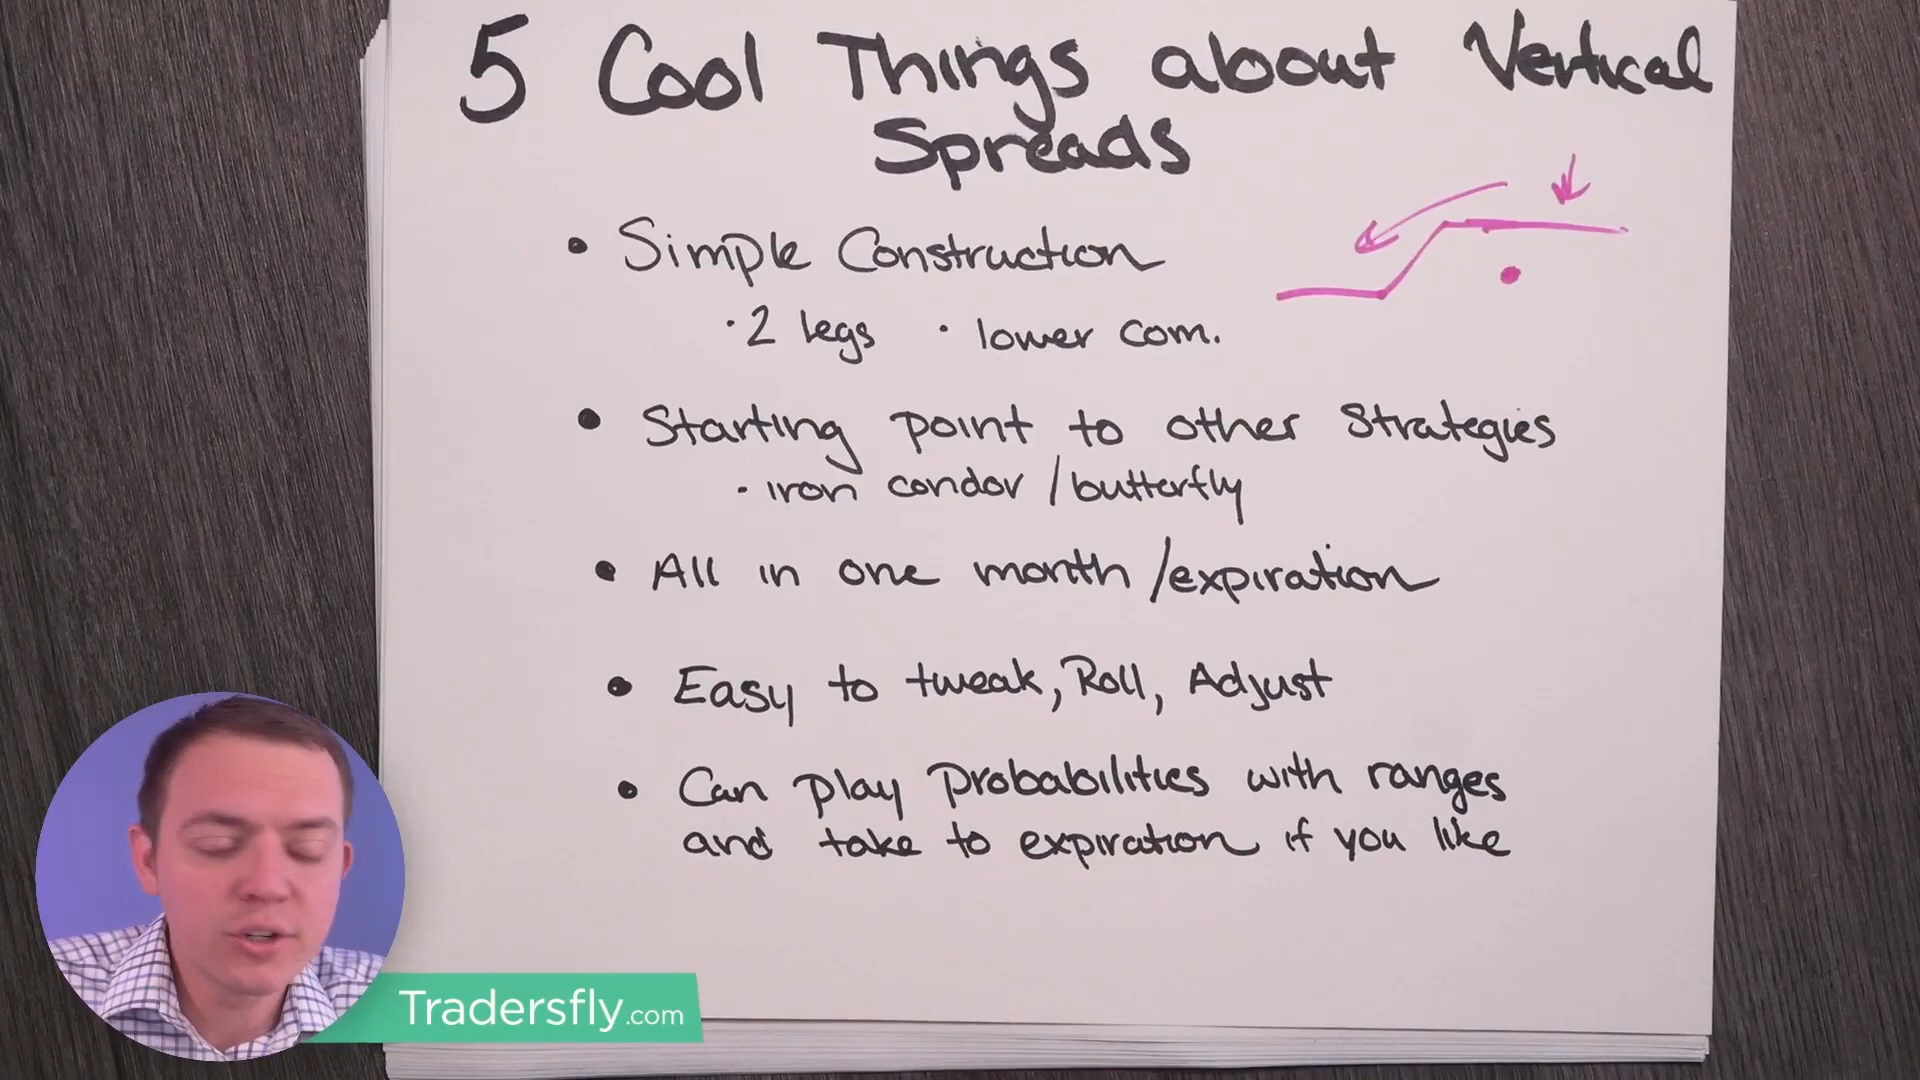 5 Cool Things about Vertical
Spreads
• Simple Construction
· 2 legs · lower com.
• Starting point to other Strategies
· iron condor / butterfly
• All in one month / expiration
• Easy to tweak, Roll, Adjust
• Can play probabilities with ranges
and take to expiration if you like
Tradersfly.com